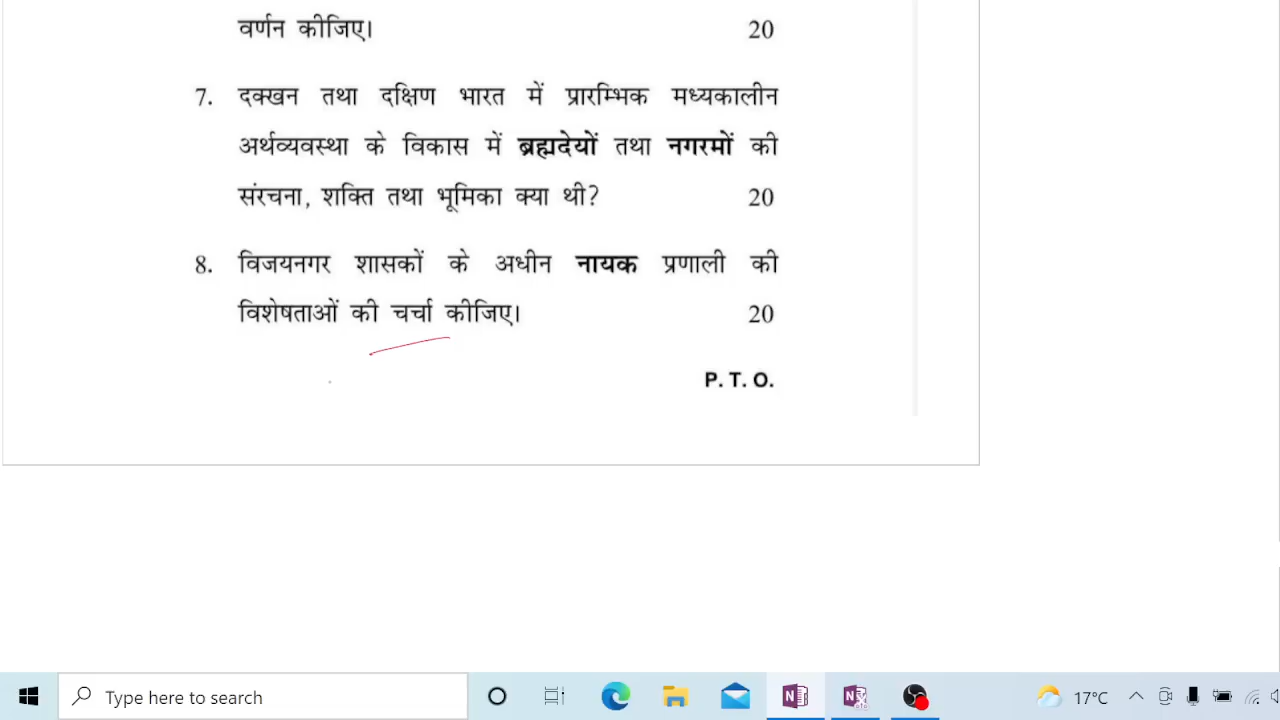 वर्णन कीजिए। 20
7. दक्खन तथा दक्षिण भारत में प्रारम्भिक मध्यकालीन
अर्थव्यवस्था के विकास में ब्रह्मदेयों तथा नगरमों की
संरचना, शक्ति तथा भूमिका क्या थी? 20
8. विजयनगर शासकों के अधीन नायक प्रणाली की
विशेषताओं की चर्चा कीजिए। 20
P. T. O.
Type here to search 17°C